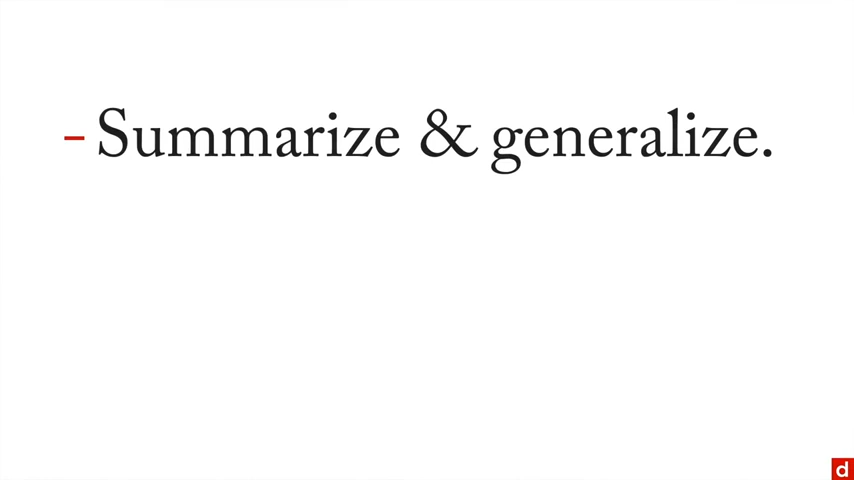 – Summarize & generalize.
d